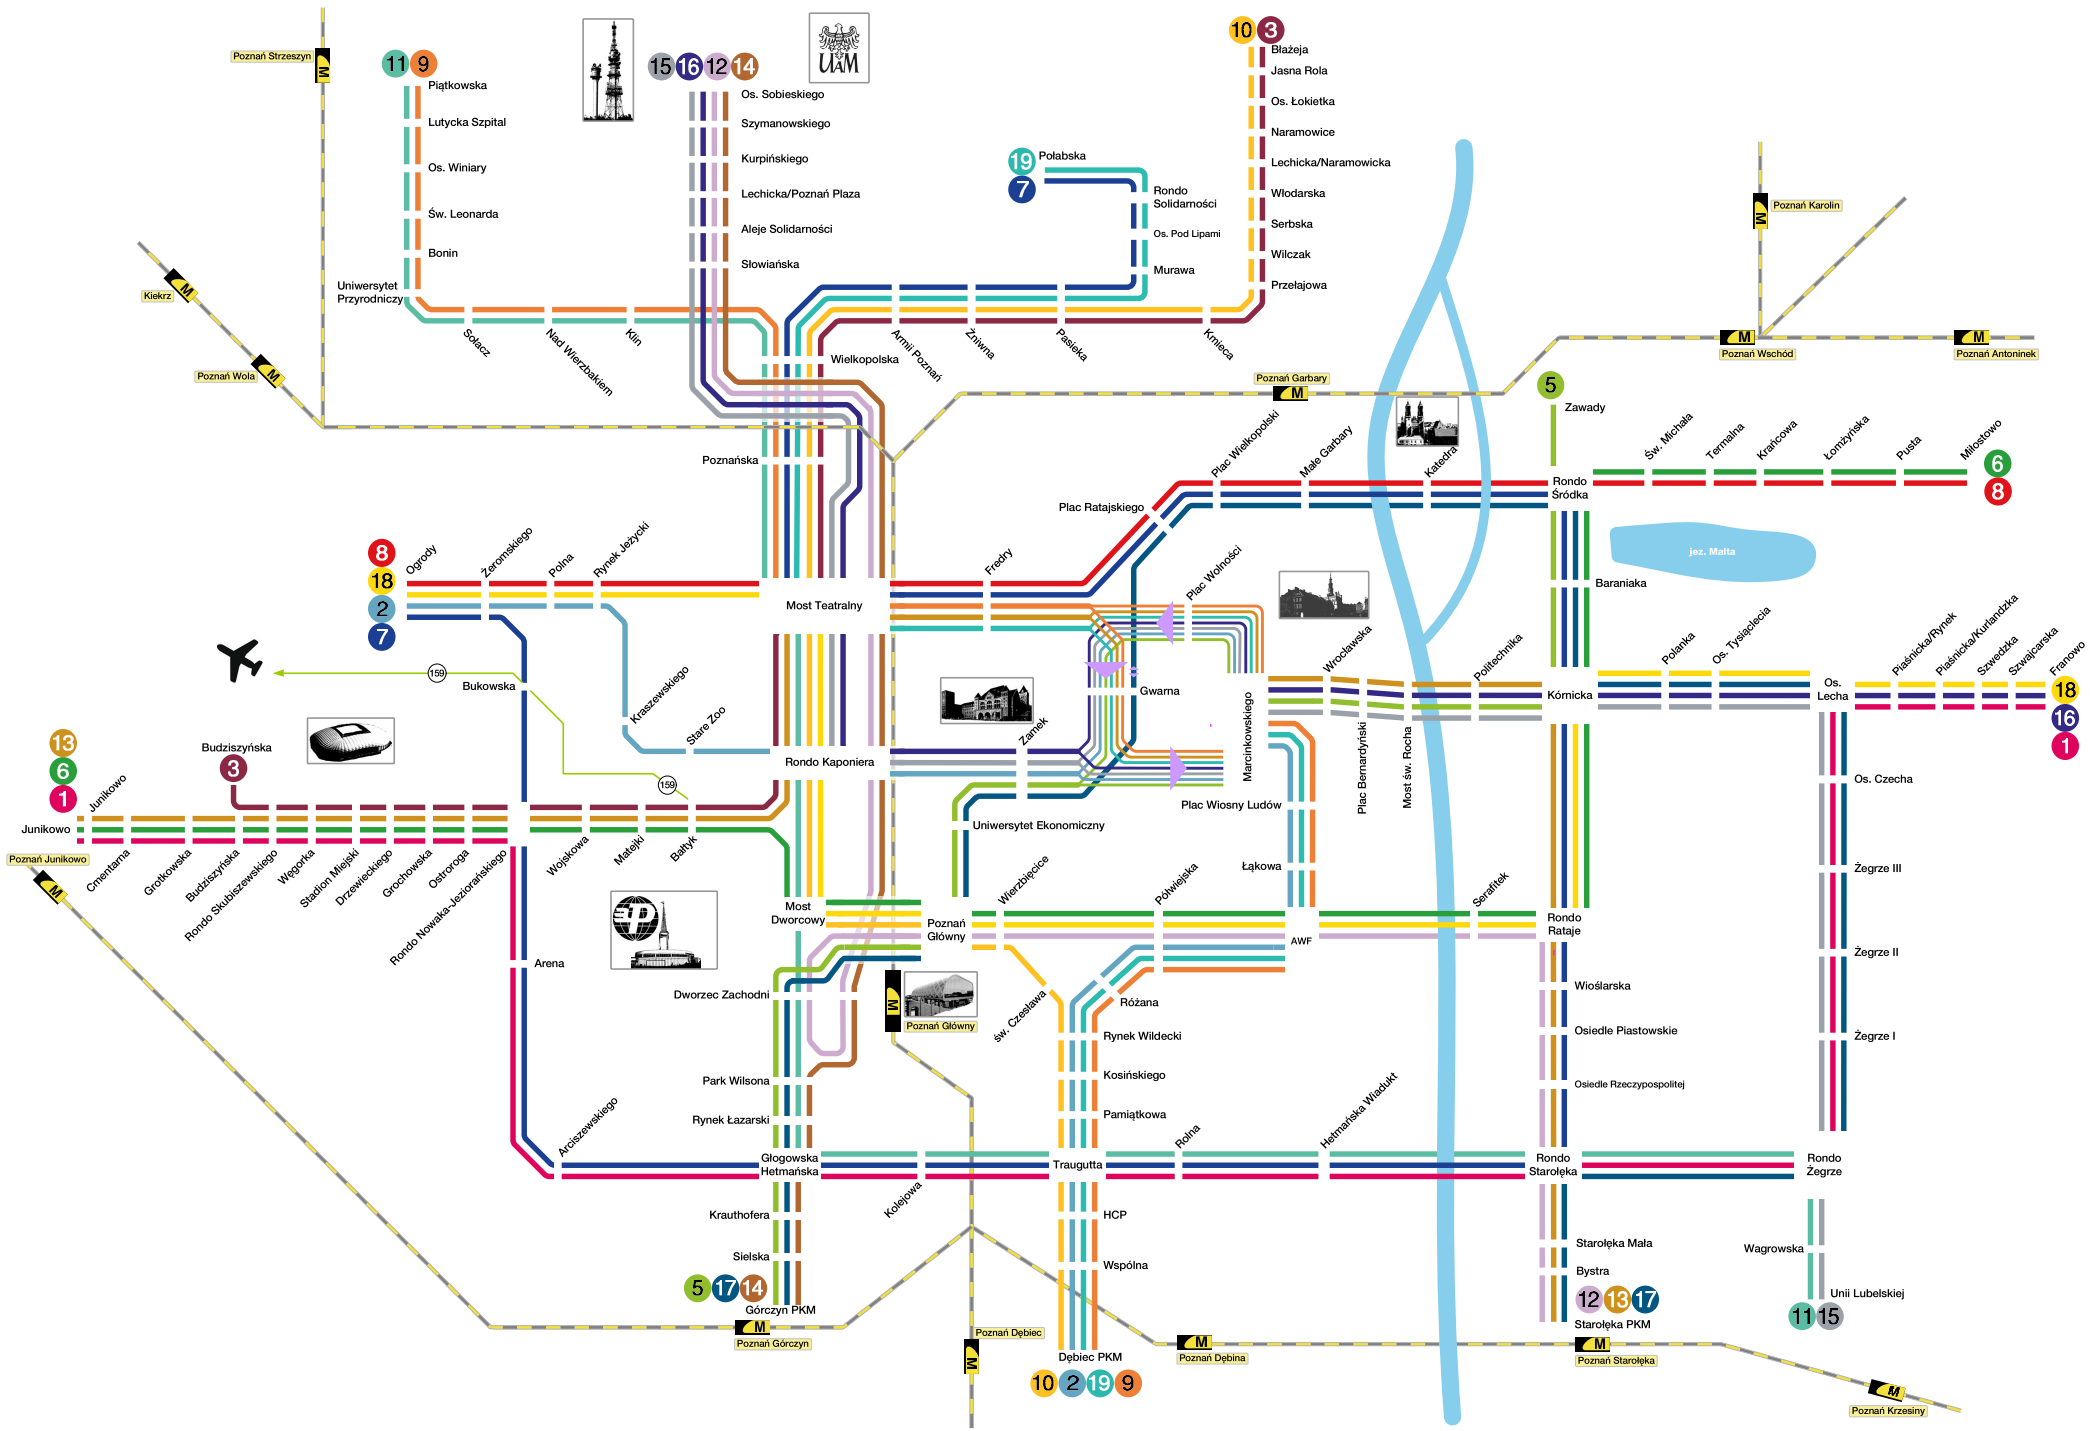 Poznań Strzeszyn
M
11 9
Piątkowska
Lutycka Szpital
Os. Winiary
Św. Leonarda
Bonin
Uniwersytet
Przyrodniczy
Sołacz
Nad Wierzbakiem
Klin
15 16 12 14
Os. Sobieskiego
Szymanowskiego
Kurpińskiego
Lechicka/Poznań Plaza
Aleje Solidarności
Słowiańska
UAM
19
7
Połabska
Rondo
Solidarności
Os. Pod Lipami
Murawa
10 3
Błażeja
Jasna Rola
Os. Łokietka
Naramowice
Lechicka/Naramowicka
Włodarska
Serbska
Wilczak
Przełajowa
Wielkopolska
Armii Poznań
Żniwna
Pasieka
Kmieca
M
Kiekrz
M
Poznań Wola
M
Poznań Karolin
M
Poznań Wschód
M
Poznań Antoninek
Poznań Garbary
M
Poznańska
5
Zawady
Plac Ratajskiego
Plac Wielkopolski
Małe Garbary
Katedra
Rondo
Śródka
Św. Michała
Termalna
Krańcowa
Łomżyńska
Pusta
Miłostowo
6
8
jez. Malta
Baraniaka
8
18
2
7
Ogrody
Żeromskiego
Polna
Rynek Jeżycki
Most Teatralny
Fredry
Plac Wolności
159
Bukowska
Kraszewskiego
Stare Zoo
159
Rondo Kaponiera
Zamek
Gwarna
Marcinkowskiego
Wrocławska
Plac Bernardyński
Most św. Rocha
Politechnika
Kórnicka
Polanka
Os. Tysiąclecia
Os.
Lecha
Piaśnicka/Rynek
Piaśnicka/Kurlandzka
Szwedzka
Szwajcarska
Franowo
18
16
1
13
6
1
Junikowo
Junikowo
Budziszyńska
3
Poznań Junikowo
M
Cmentarna
Grotkowska
Budziszyńska
Rondo Skubiszewskiego
Węgorka
Stadion Miejski
Drzewieckiego
Grochowska
Ostroga
Rondo Nowaka-Jeziorańskiego
Wojskowa
Matejki
Bałtyk
Plac Wiosny Ludów
Uniwersytet Ekonomiczny
Łąkowa
Os. Czecha
Żegrze III
Żegrze II
Żegrze I
Most
Dworcowy
Poznań
Główny
Wierzbięcice
Półwiejska
AWF
Serafitek
Rondo
Rataje
Arena
Dworzec Zachodni
M
Poznań Główny
św. Czesława
Różana
Rynek Wildecki
Kosińskiego
Pamiątkowa
Wioślarska
Osiedle Piastowskie
Osiedle Rzeczypospolitej
Park Wilsona
Rynek Łazarski
Arciszewskiego
Głogowska
Hetmańska
Kolejowa
Traugutta
Rolna
Hetmańska Wiadukt
Rondo
Starołęka
Rondo
Żegrze
Krauthofera
Sielska
5 17 14
Górczyn PKM
M
Poznań Górczyn
HCP
Wspólna
Poznań Dębiec
M
Dębiec PKM
10 2 19 9
M
Poznań Dębina
Starołęka Mała
Bystra
12 13 17
Starołęka PKM
M
Poznań Starołęka
Wagrowska
Unii Lubelskiej
11 15
M
Poznań Krzesiny